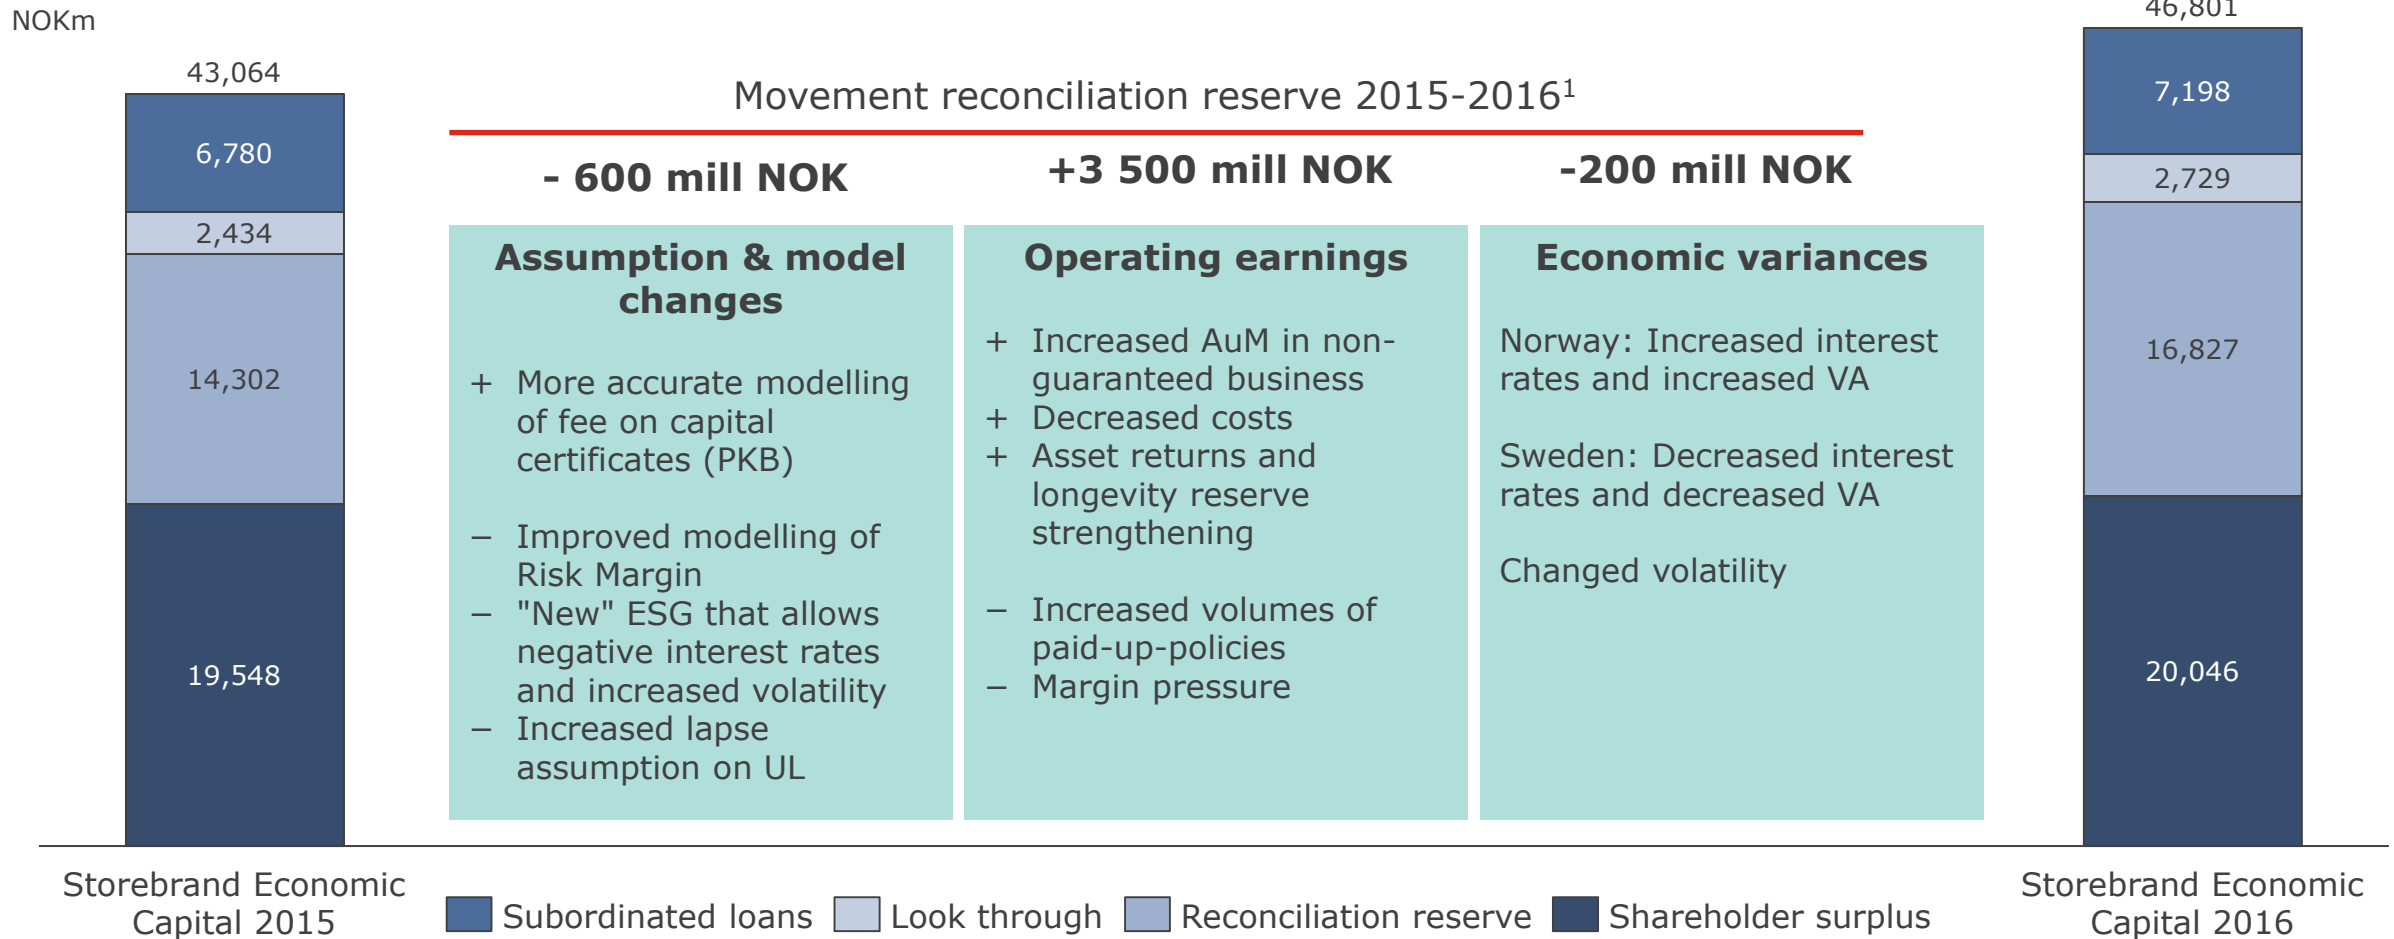 NOKm
43,064
6,780
2,434
14,302
19,548
Storebrand Economic
Capital 2015
Movement reconciliation reserve 2015-2016¹
- 600 mill NOK
Assumption & model
changes
+ More accurate modelling
of fee on capital
certificates (PKB)
− Improved modelling of
Risk Margin
− "New" ESG that allows
negative interest rates
and increased volatility
− Increased lapse
assumption on UL
+3 500 mill NOK
Operating earnings
+ Increased AuM in non-
guaranteed business
+ Decreased costs
+ Asset returns and
longevity reserve
strengthening
− Increased volumes of
paid-up-policies
− Margin pressure
-200 mill NOK
Economic variances
Norway: Increased interest
rates and increased VA
Sweden: Decreased interest
rates and decreased VA
Changed volatility
46,801
7,198
2,729
16,827
20,046
Storebrand Economic
Capital 2016
Subordinated loans
Look through
Reconciliation reserve
Shareholder surplus